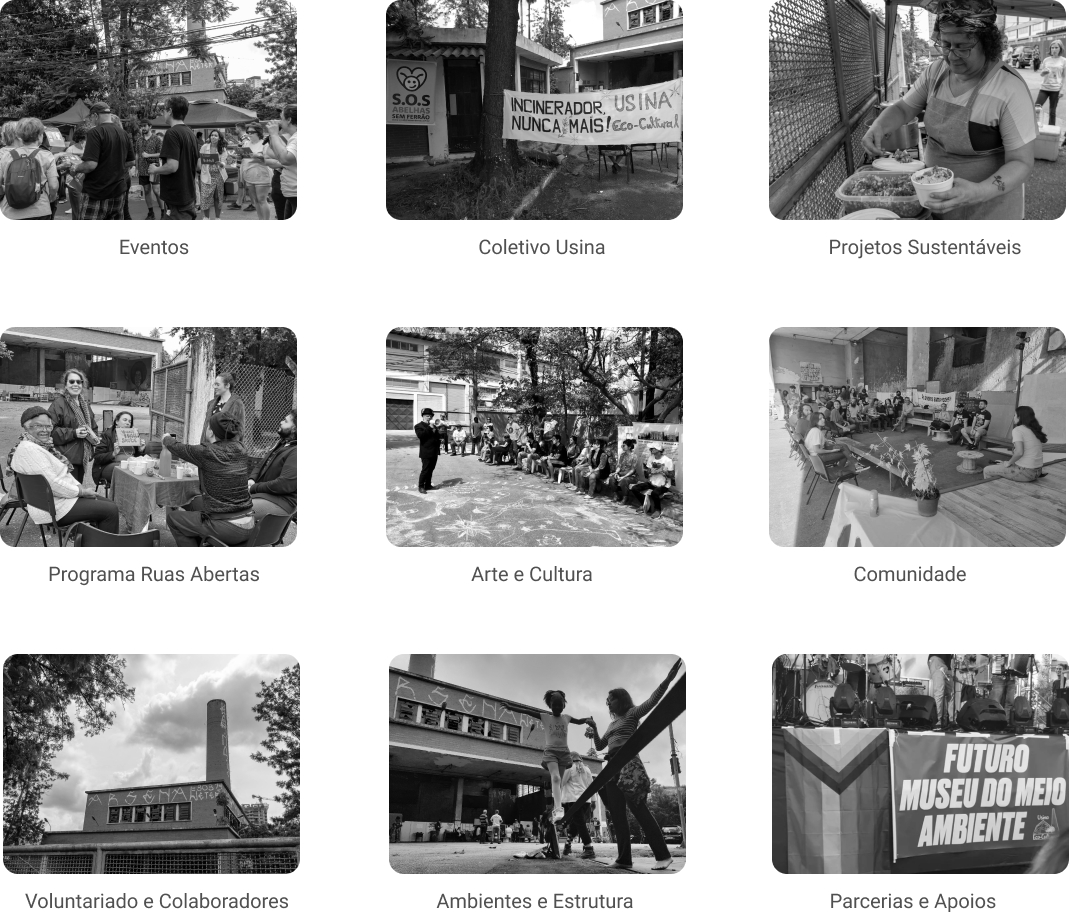 S.O.S
ABELHAS
SEM FERRÃO
INCINERADOR
NUNCA MAIS!
USINA
Eco-Cultural
Eventos
Coletivo Usina
Projetos Sustentáveis
Programa Ruas Abertas
Arte e Cultura
Comunidade
ARSENAL
FUTURO
MUSEU DO MEIO
AMBIENTE
Voluntariado e Colaboradores
Ambientes e Estrutura
Parcerias e Apoios